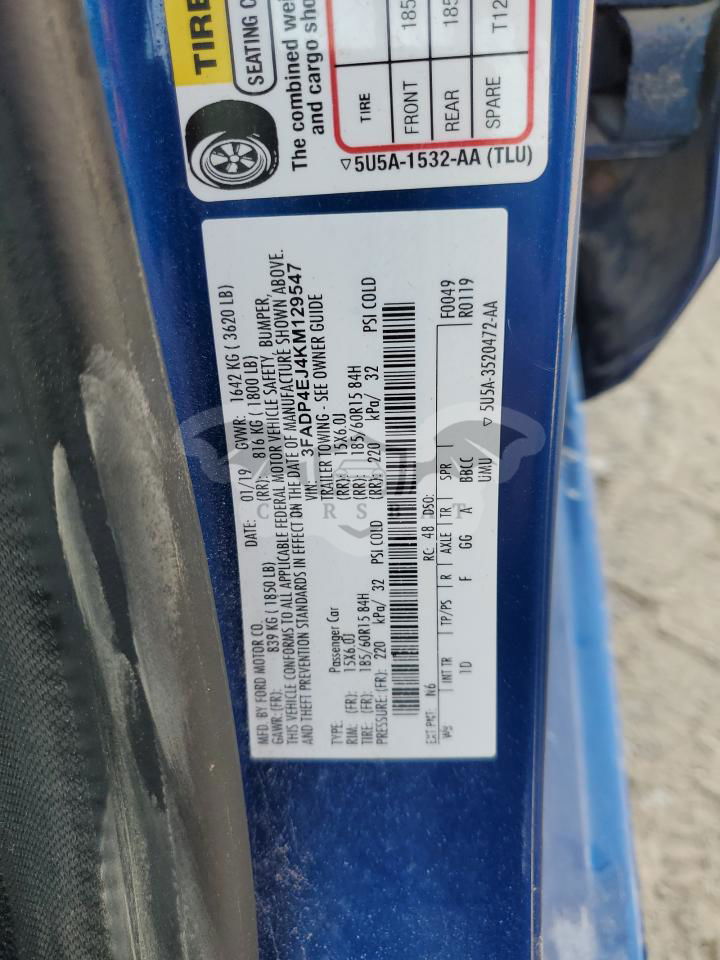 TIRE
SEATING C
The combined wei
and cargo sho
TIRE
FRONT 185
REAR 185
SPARE T12
5U5A-1532-AA (TLU)
MFD. BY FORD MOTOR CO. DATE: 01/19 GVWR: 1642 KG ( 3620 LB)
GAWR: (FR): 839 KG ( 1850 LB) (RR): 816 KG ( 1800 LB)
THIS VEHICLE CONFORMS TO ALL APPLICABLE FEDERAL MOTOR VEHICLE SAFETY, BUMPER,
AND THEFT PREVENTION STANDARDS IN EFFECT ON THE DATE OF MANUFACTURE SHOWN ABOVE.
VIN: 3FADP4EJ4KM129547
TYPE: Passenger Car TRAILER TOWING - SEE OWNER GUIDE
RIM: (FR): 15X6.0J (RR): 15X6.0J
TIRE: (FR): 185/60R15 84H (RR): 185/60R15 84H
PRESSURE: (FR): 220 kPa/ 32 PSI COLD (RR): 220 kPa/ 32 PSI COLD
EXT PNT: N6 RC: 48 DSO: F0049
WB INT TR TP/PS R AXLE TR SPR R0119
1D F GG A BBCC
UMU
5U5A-3520472-AA